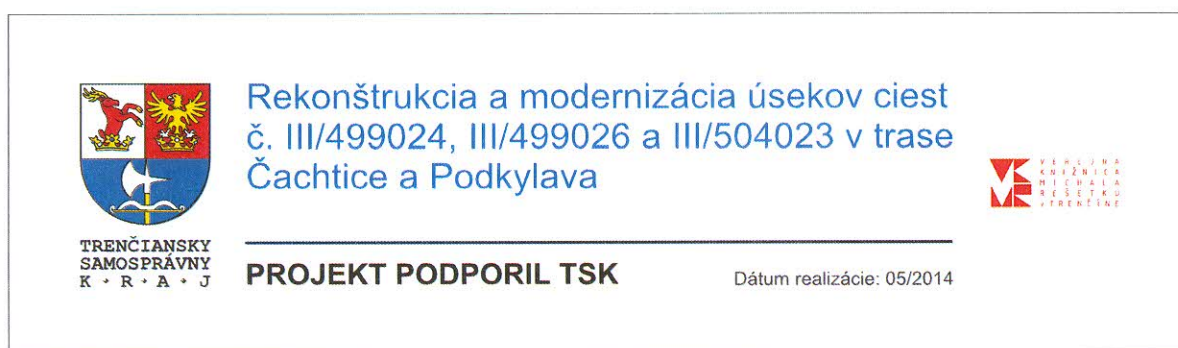 Rekonštrukcia a modernizácia úsekov ciest
č. III/499024, III/499026 a III/504023 v trase
Čachtice a Podkylava
TRENČIANSKY
SAMOSPRÁVNY
K · R · A · J
PROJEKT PODPORIL TSK
Dátum realizácie: 05/2014
VEREJNÁ
KNIŽNICA
MICHALA
REŠETKU
V TRENČÍNE